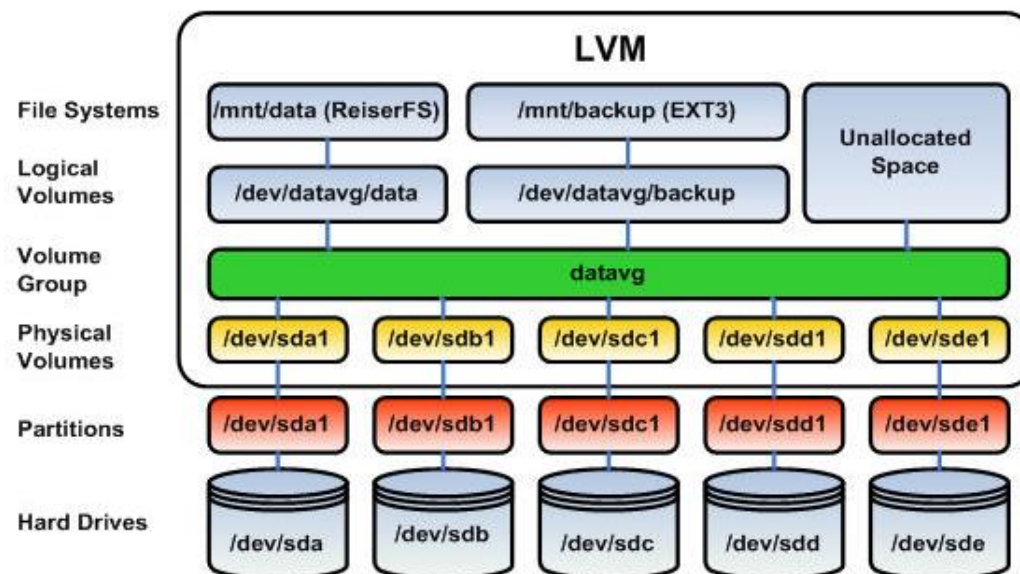 LVM
File Systems
/mnt/data (ReiserFS)
/mnt/backup (EXT3)
Unallocated
Space
Logical
Volumes
/dev/datavg/data
/dev/datavg/backup
Volume
Group
datavg
Physical
Volumes
/dev/sda1
/dev/sdb1
/dev/sdc1
/dev/sdd1
/dev/sde1
Partitions
/dev/sda1
/dev/sdb1
/dev/sdc1
/dev/sdd1
/dev/sde1
Hard Drives
/dev/sda
/dev/sdb
/dev/sdc
/dev/sdd
/dev/sde